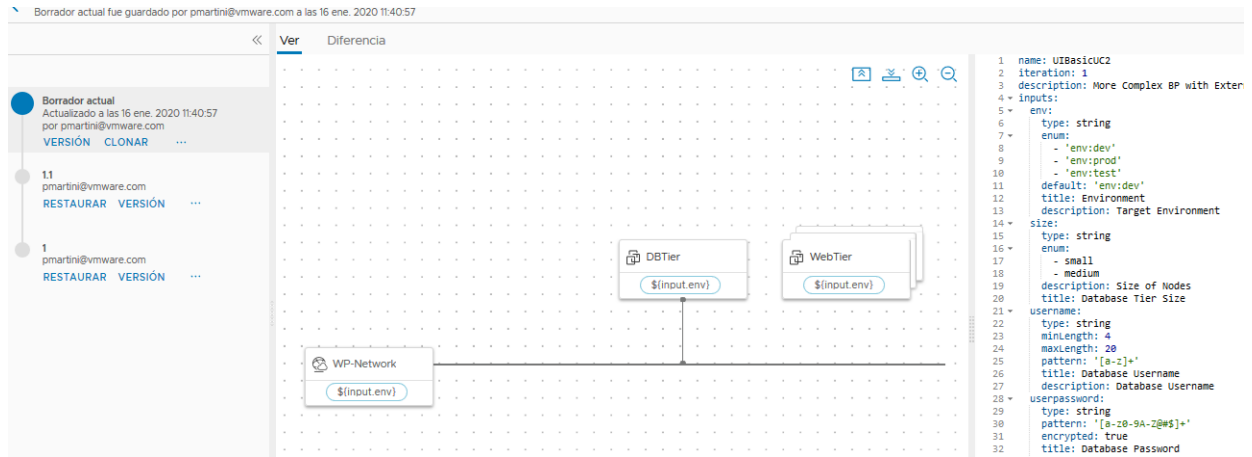 Borrador actual fue guardado por pmartini@vmware.com a las 16 ene. 2020 11:40:57
Ver Diferencia
Borrador actual
Actualizado a las 16 ene. 2020 11:40:57
por pmartini@vmware.com
VERSIÓN CLONAR ...
1.1
pmartini@vmware.com
RESTAURAR VERSIÓN ...
1
pmartini@vmware.com
RESTAURAR VERSIÓN ...
DBTier
${input.env}
WebTier
${input.env}
WP-Network
${input.env}
1 name: UIBasicUC2
2 iteration: 1
3 description: More Complex BP with Exter
4 inputs:
5 env:
6 type: string
7 enum:
8 - 'env:dev'
9 - 'env:prod'
10 - 'env:test'
11 default: 'env:dev'
12 title: Environment
13 description: Target Environment
14 size:
15 type: string
16 enum:
17 - small
18 - medium
19 description: Size of Nodes
20 title: Database Tier Size
21 username:
22 type: string
23 minLength: 4
24 maxLength: 20
25 pattern: '[a-z]+'
26 title: Database Username
27 description: Database Username
28 userpassword:
29 type: string
30 pattern: '[a-z0-9A-Z@#$]+'
31 encrypted: true
32 title: Database Password